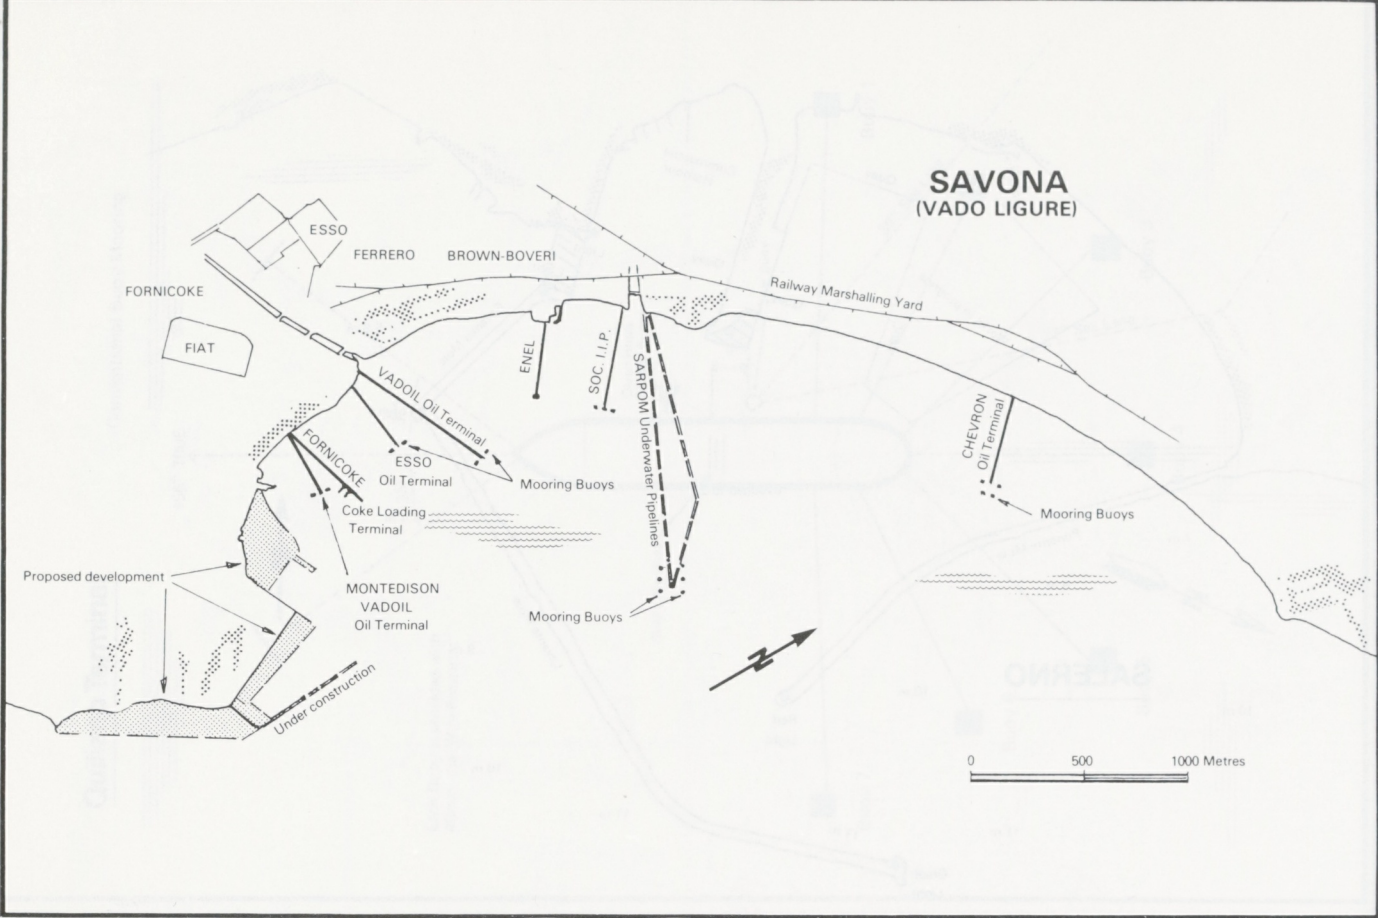 SAVONA
(VADO LIGURE)
ESSO
FERRERO
BROWN-BOVERI
FORNICOKE
Railway Marshalling Yard
FIAT
ENEL
SOC. I.I.P.
SARPOM Underwater Pipelines
VADOIL Oil Terminal
CHEVRON
Oil Terminal
FORNICOKE
ESSO
Oil Terminal
Mooring Buoys
Coke Loading
Terminal
Mooring Buoys
Proposed development
MONTEDISON
VADOIL
Oil Terminal
Mooring Buoys
N
Under construction
0 500 1000 Metres